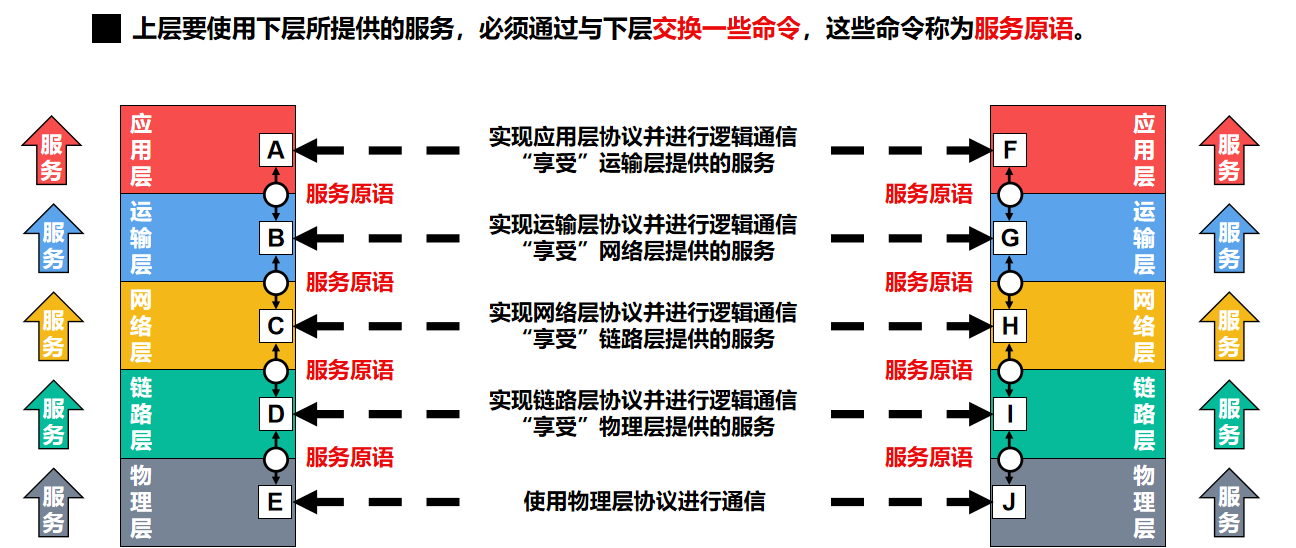 上层要使用下层所提供的服务，必须通过与下层交换一些命令，这些命令称为服务原语。
服务
应用层
A
实现应用层协议并进行逻辑通信
“享受”运输层提供的服务
F
应用层
服务
服务原语
服务原语
服务
运输层
B
实现运输层协议并进行逻辑通信
“享受”网络层提供的服务
G
运输层
服务
服务原语
服务原语
服务
网络层
C
实现网络层协议并进行逻辑通信
“享受”链路层提供的服务
H
网络层
服务
服务原语
服务原语
服务
链路层
D
实现链路层协议并进行逻辑通信
“享受”物理层提供的服务
I
链路层
服务
服务原语
服务原语
服务
物理层
E
使用物理层协议进行通信
J
物理层
服务